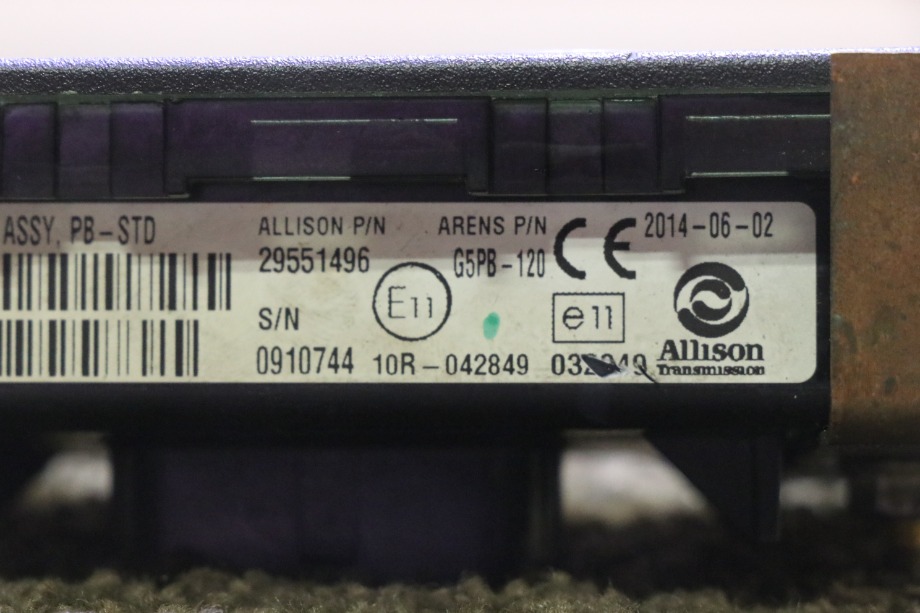 ASSY, PB-STD
ALLISON P/N
29551496
S/N
0910744
ARENS P/N
G5PB-120
E11
10R-042849
CE
e11
2014-06-02
Allison
Transmission